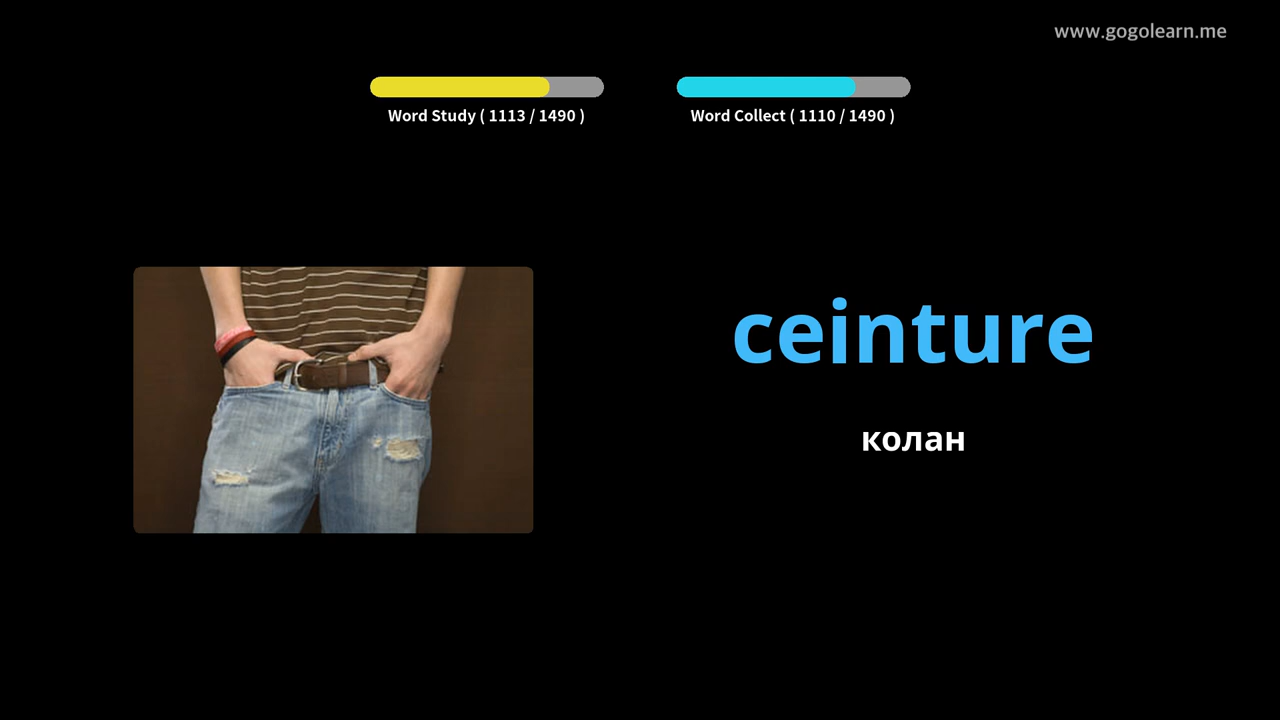 www.gogolearn.me
Word Study ( 1113 / 1490 )
Word Collect ( 1110 / 1490 )
ceinture
колан